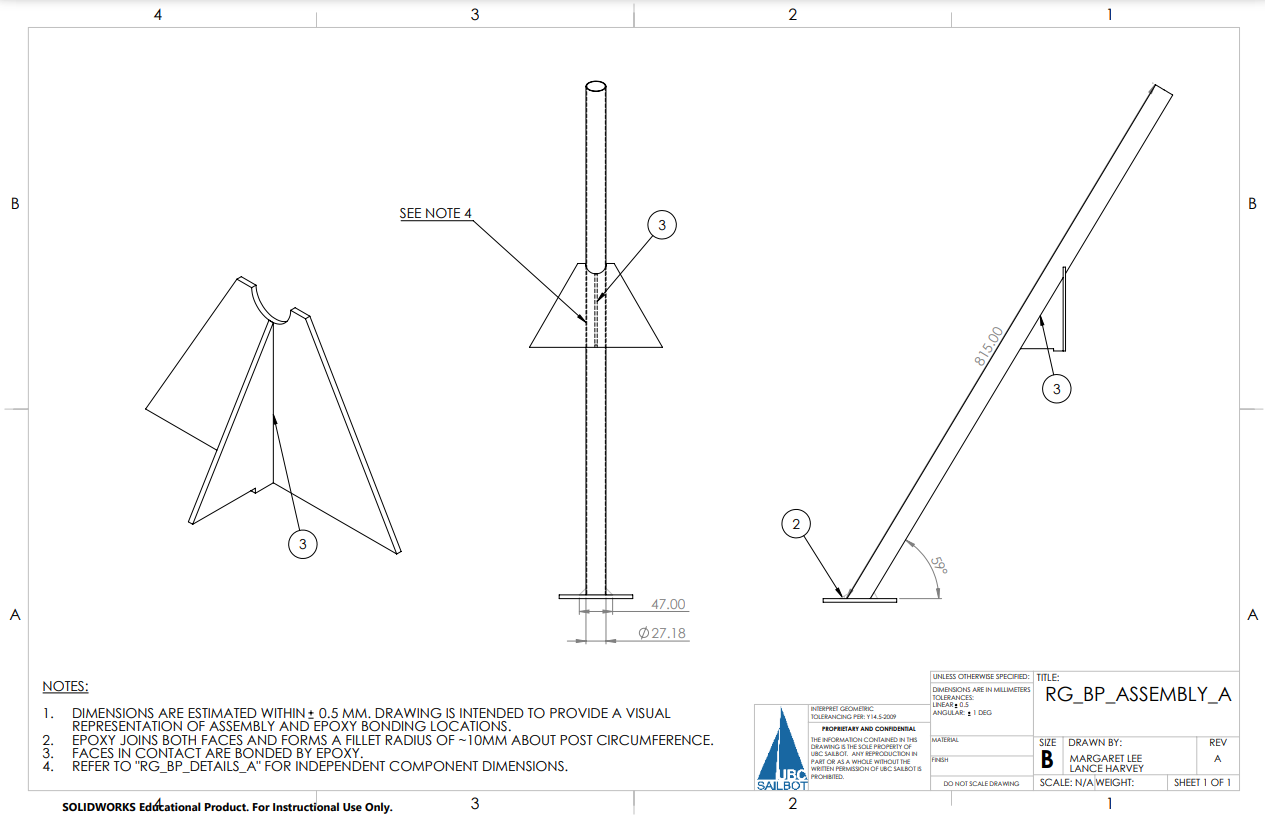 4 3 2 1
B B
SEE NOTE 4
3
815.00
3
2
3
59°
A A
47.00
Ø27.18
NOTES:
1. DIMENSIONS ARE ESTIMATED WITHIN ± 0.5 MM. DRAWING IS INTENDED TO PROVIDE A VISUAL
REPRESENTATION OF ASSEMBLY AND EPOXY BONDING LOCATIONS.
2. EPOXY JOINS BOTH FACES AND FORMS A FILLET RADIUS OF ~10MM ABOUT POST CIRCUMFERENCE.
3. FACES IN CONTACT ARE BONDED BY EPOXY.
4. REFER TO "RG_BP_DETAILS_A" FOR INDEPENDENT COMPONENT DIMENSIONS.
UBC
SAILBOT
INTERPRET GEOMETRIC
TOLERANCING PER: Y14.5-2009
PROPRIETARY AND CONFIDENTIAL
THE INFORMATION CONTAINED IN THIS
DRAWING IS THE SOLE PROPERTY OF
UBC SAILBOT. ANY REPRODUCTION IN
PART OR AS A WHOLE WITHOUT THE
WRITTEN PERMISSION OF UBC SAILBOT IS
PROHIBITED.
UNLESS OTHERWISE SPECIFIED:
DIMENSIONS ARE IN MILLIMETERS
TOLERANCES:
LINEAR ± 0.5
ANGULAR: ± 1 DEG
MATERIAL
FINISH
DO NOT SCALE DRAWING
TITLE:
RG_BP_ASSEMBLY_A
SIZE
B
DRAWN BY:
MARGARET LEE
LANCE HARVEY
REV
A
SCALE: N/A WEIGHT: SHEET 1 OF 1
4 3 2 1
SOLIDWORKS Educational Product. For Instructional Use Only.